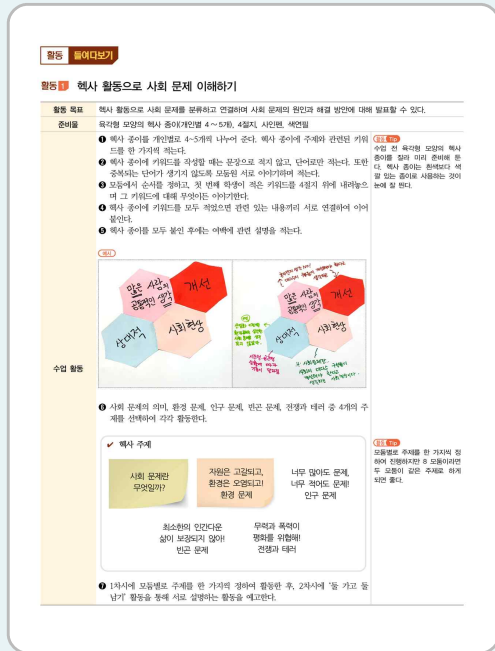 활동 들여다보기
활동 1 헥사 활동으로 사회 문제 이해하기
활동 목표 헥사 활동으로 사회 문제를 분류하고 연결하며 사회 문제의 원인과 해결 방안에 대해 발표할 수 있다.
준비물 육각형 모양의 헥사 종이(개인별 4~5개), 4절지, 사인펜, 색연필
수업 활동
❶ 헥사 종이를 개인별로 4~5개씩 나누어 준다. 헥사 종이에 주제와 관련된 키워
드를 한 가지씩 적는다.
❷ 헥사 종이에 키워드를 작성할 때는 문장으로 적지 않고, 단어로만 적는다. 또한
중복되는 단어가 생기지 않도록 모둠원 서로 이야기하며 적는다.
❸ 모둠에서 순서를 정하고, 첫 번째 학생이 적은 키워드를 4절지 위에 내려놓으
며 그 키워드에 대해 무엇이든 이야기한다.
❹ 헥사 종이에 키워드를 모두 적었으면 관련 있는 내용끼리 서로 연결하여 이어
붙인다.
❺ 헥사 종이를 모두 붙인 후에는 여백에 관련 설명을 적는다.
활동 Tip
수업 전 육각형 모양의 헥사
종이를 잘라 미리 준비해 둔
다. 헥사 종이는 흰색보다 색
깔 있는 종이로 사용하는 것이
눈에 잘 띈다.
예시
많은 사람의
공통적인 생각
개선
상대적
사회현상
많은 사람의
공통적인 생각
개선
상대적
사회현상
❻ 사회 문제의 의미, 환경 문제, 인구 문제, 빈곤 문제, 전쟁과 테러 중 4개의 주
제를 선택하여 각각 활동한다.
✔ 헥사 주제
사회 문제란
무엇일까?
자원은 고갈되고,
환경은 오염되고!
환경 문제
너무 많아도 문제,
너무 적어도 문제!
인구 문제
최소한의 인간다운
삶이 보장되지 않아!
빈곤 문제
무력과 폭력이
평화를 위협해!
전쟁과 테러
활동 Tip
모둠별로 주제를 한 가지씩 정
하여 진행하지만 8 모둠이라면
두 모둠이 같은 주제로 하게
되면 좋다.
❼ 1차시에 모둠별로 주제를 한 가지씩 정하여 활동한 후, 2차시에 '둘 가고 둘
남기' 활동을 통해 서로 설명하는 활동을 예고한다.